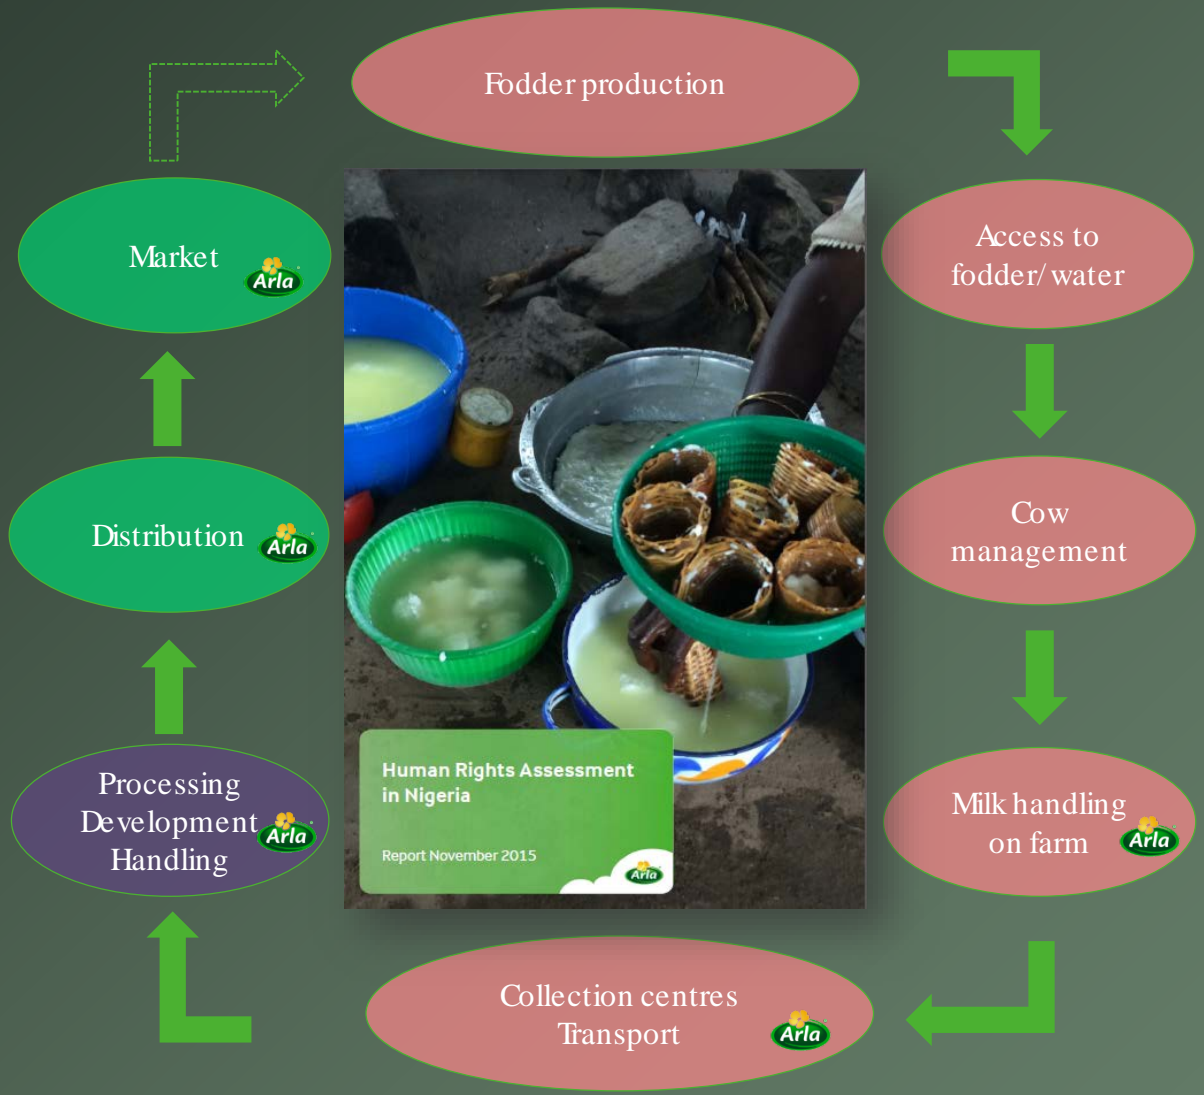 Fodder production
Market
Arla
Access to
fodder/water
Distribution
Arla
Cow
management
Processing
Development
Handling
Arla
Human Rights Assessment
in Nigeria
Report November 2015
Arla
Milk handling
on farm
Arla
Collection centres
Transport
Arla